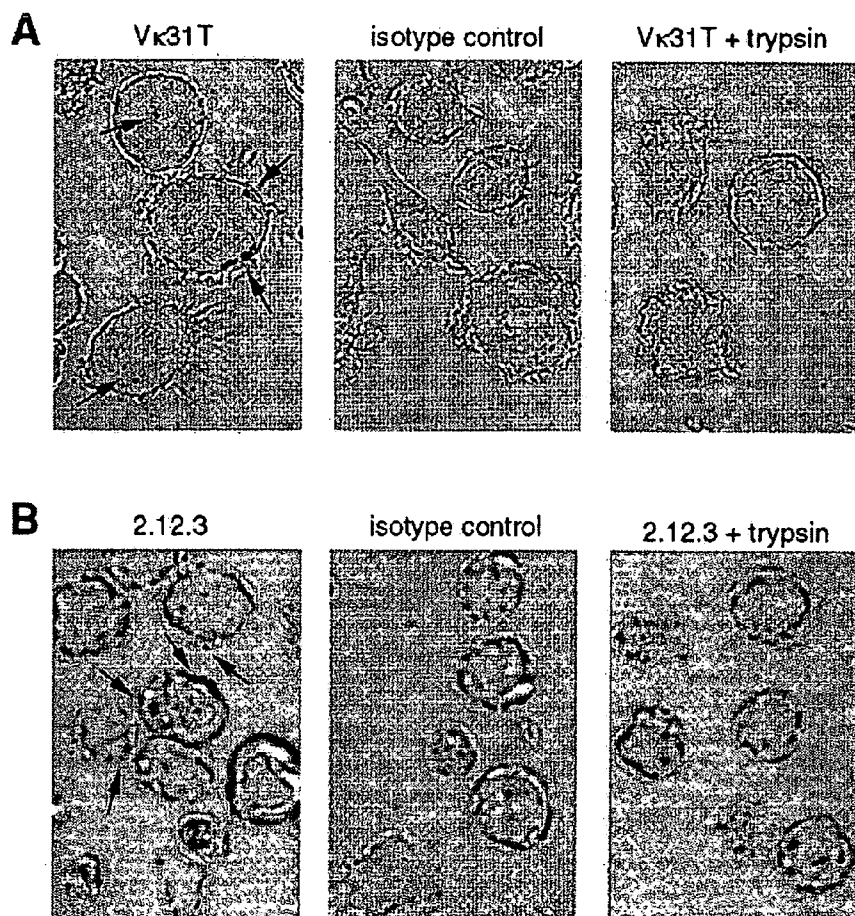 A
Vκ31T
isotype control
Vκ31T + trypsin
B
2.12.3
isotype control
2.12.3 + trypsin